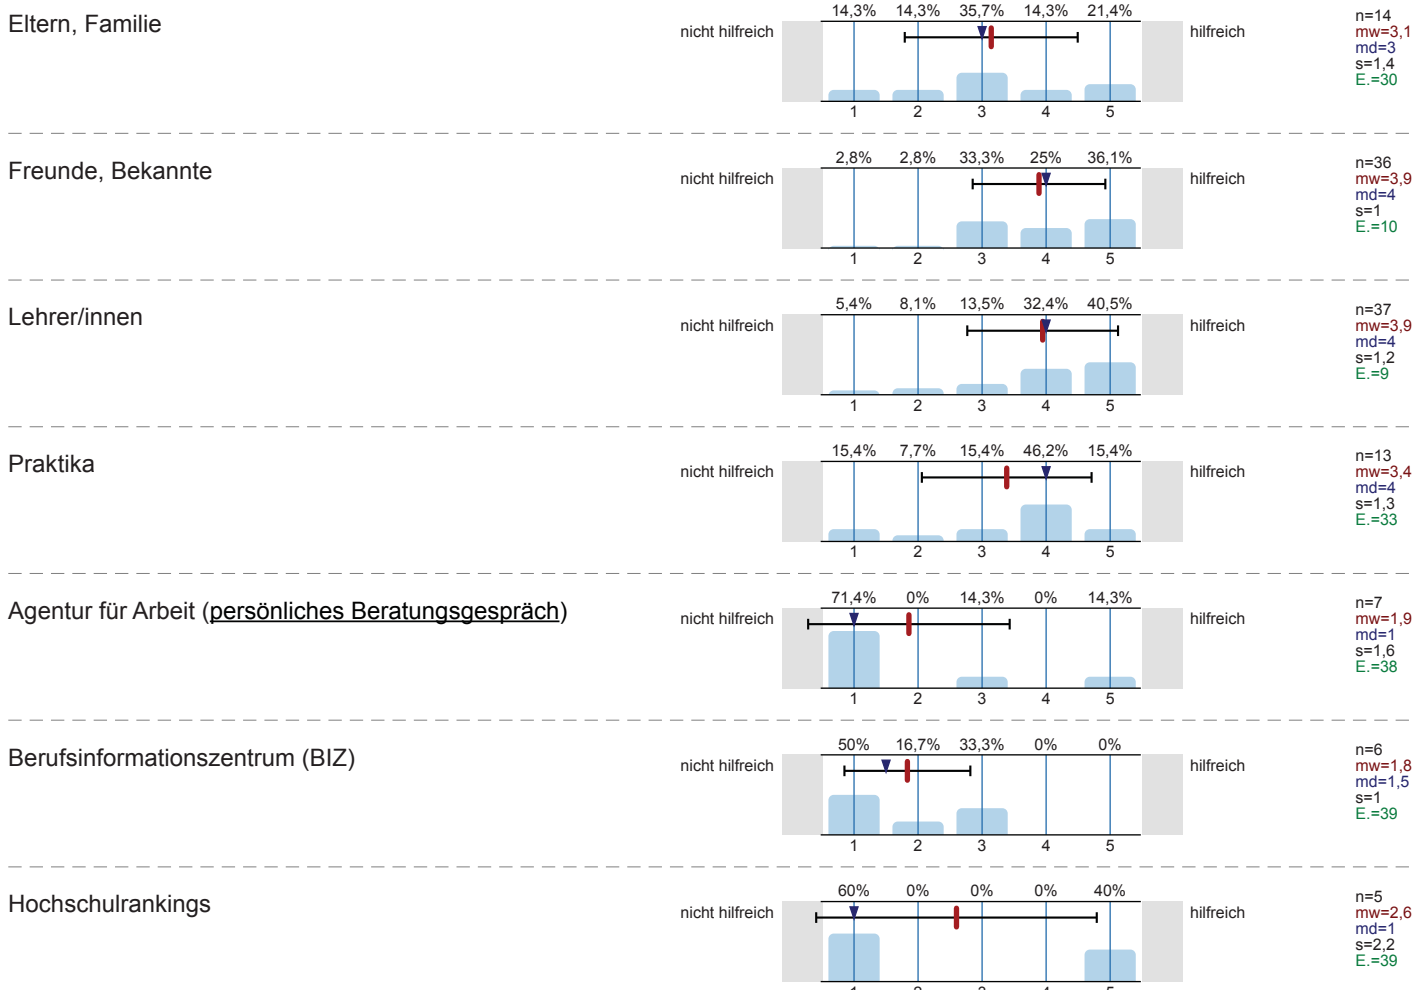 Eltern, Familie
nicht hilfreich
14,3% 14,3% 35,7% 14,3% 21,4%
hilfreich
1 2 3 4 5
n=14
mw=3,1
md=3
s=1,4
E.=30
Freunde, Bekannte
nicht hilfreich
2,8% 2,8% 33,3% 25% 36,1%
hilfreich
1 2 3 4 5
n=36
mw=3,9
md=4
s=1
E.=10
Lehrer/innen
nicht hilfreich
5,4% 8,1% 13,5% 32,4% 40,5%
hilfreich
1 2 3 4 5
n=37
mw=3,9
md=4
s=1,2
E.=9
Praktika
nicht hilfreich
15,4% 7,7% 15,4% 46,2% 15,4%
hilfreich
1 2 3 4 5
n=13
mw=3,4
md=4
s=1,3
E.=33
Agentur für Arbeit (persönliches Beratungsgespräch)
nicht hilfreich
71,4% 0% 14,3% 0% 14,3%
hilfreich
1 2 3 4 5
n=7
mw=1,9
md=1
s=1,6
E.=38
Berufsinformationszentrum (BIZ)
nicht hilfreich
50% 16,7% 33,3% 0% 0%
hilfreich
1 2 3 4 5
n=6
mw=1,8
md=1,5
s=1
E.=39
Hochschulrankings
nicht hilfreich
60% 0% 0% 0% 40%
hilfreich
1 2 3 4 5
n=5
mw=2,6
md=1
s=2,2
E.=39